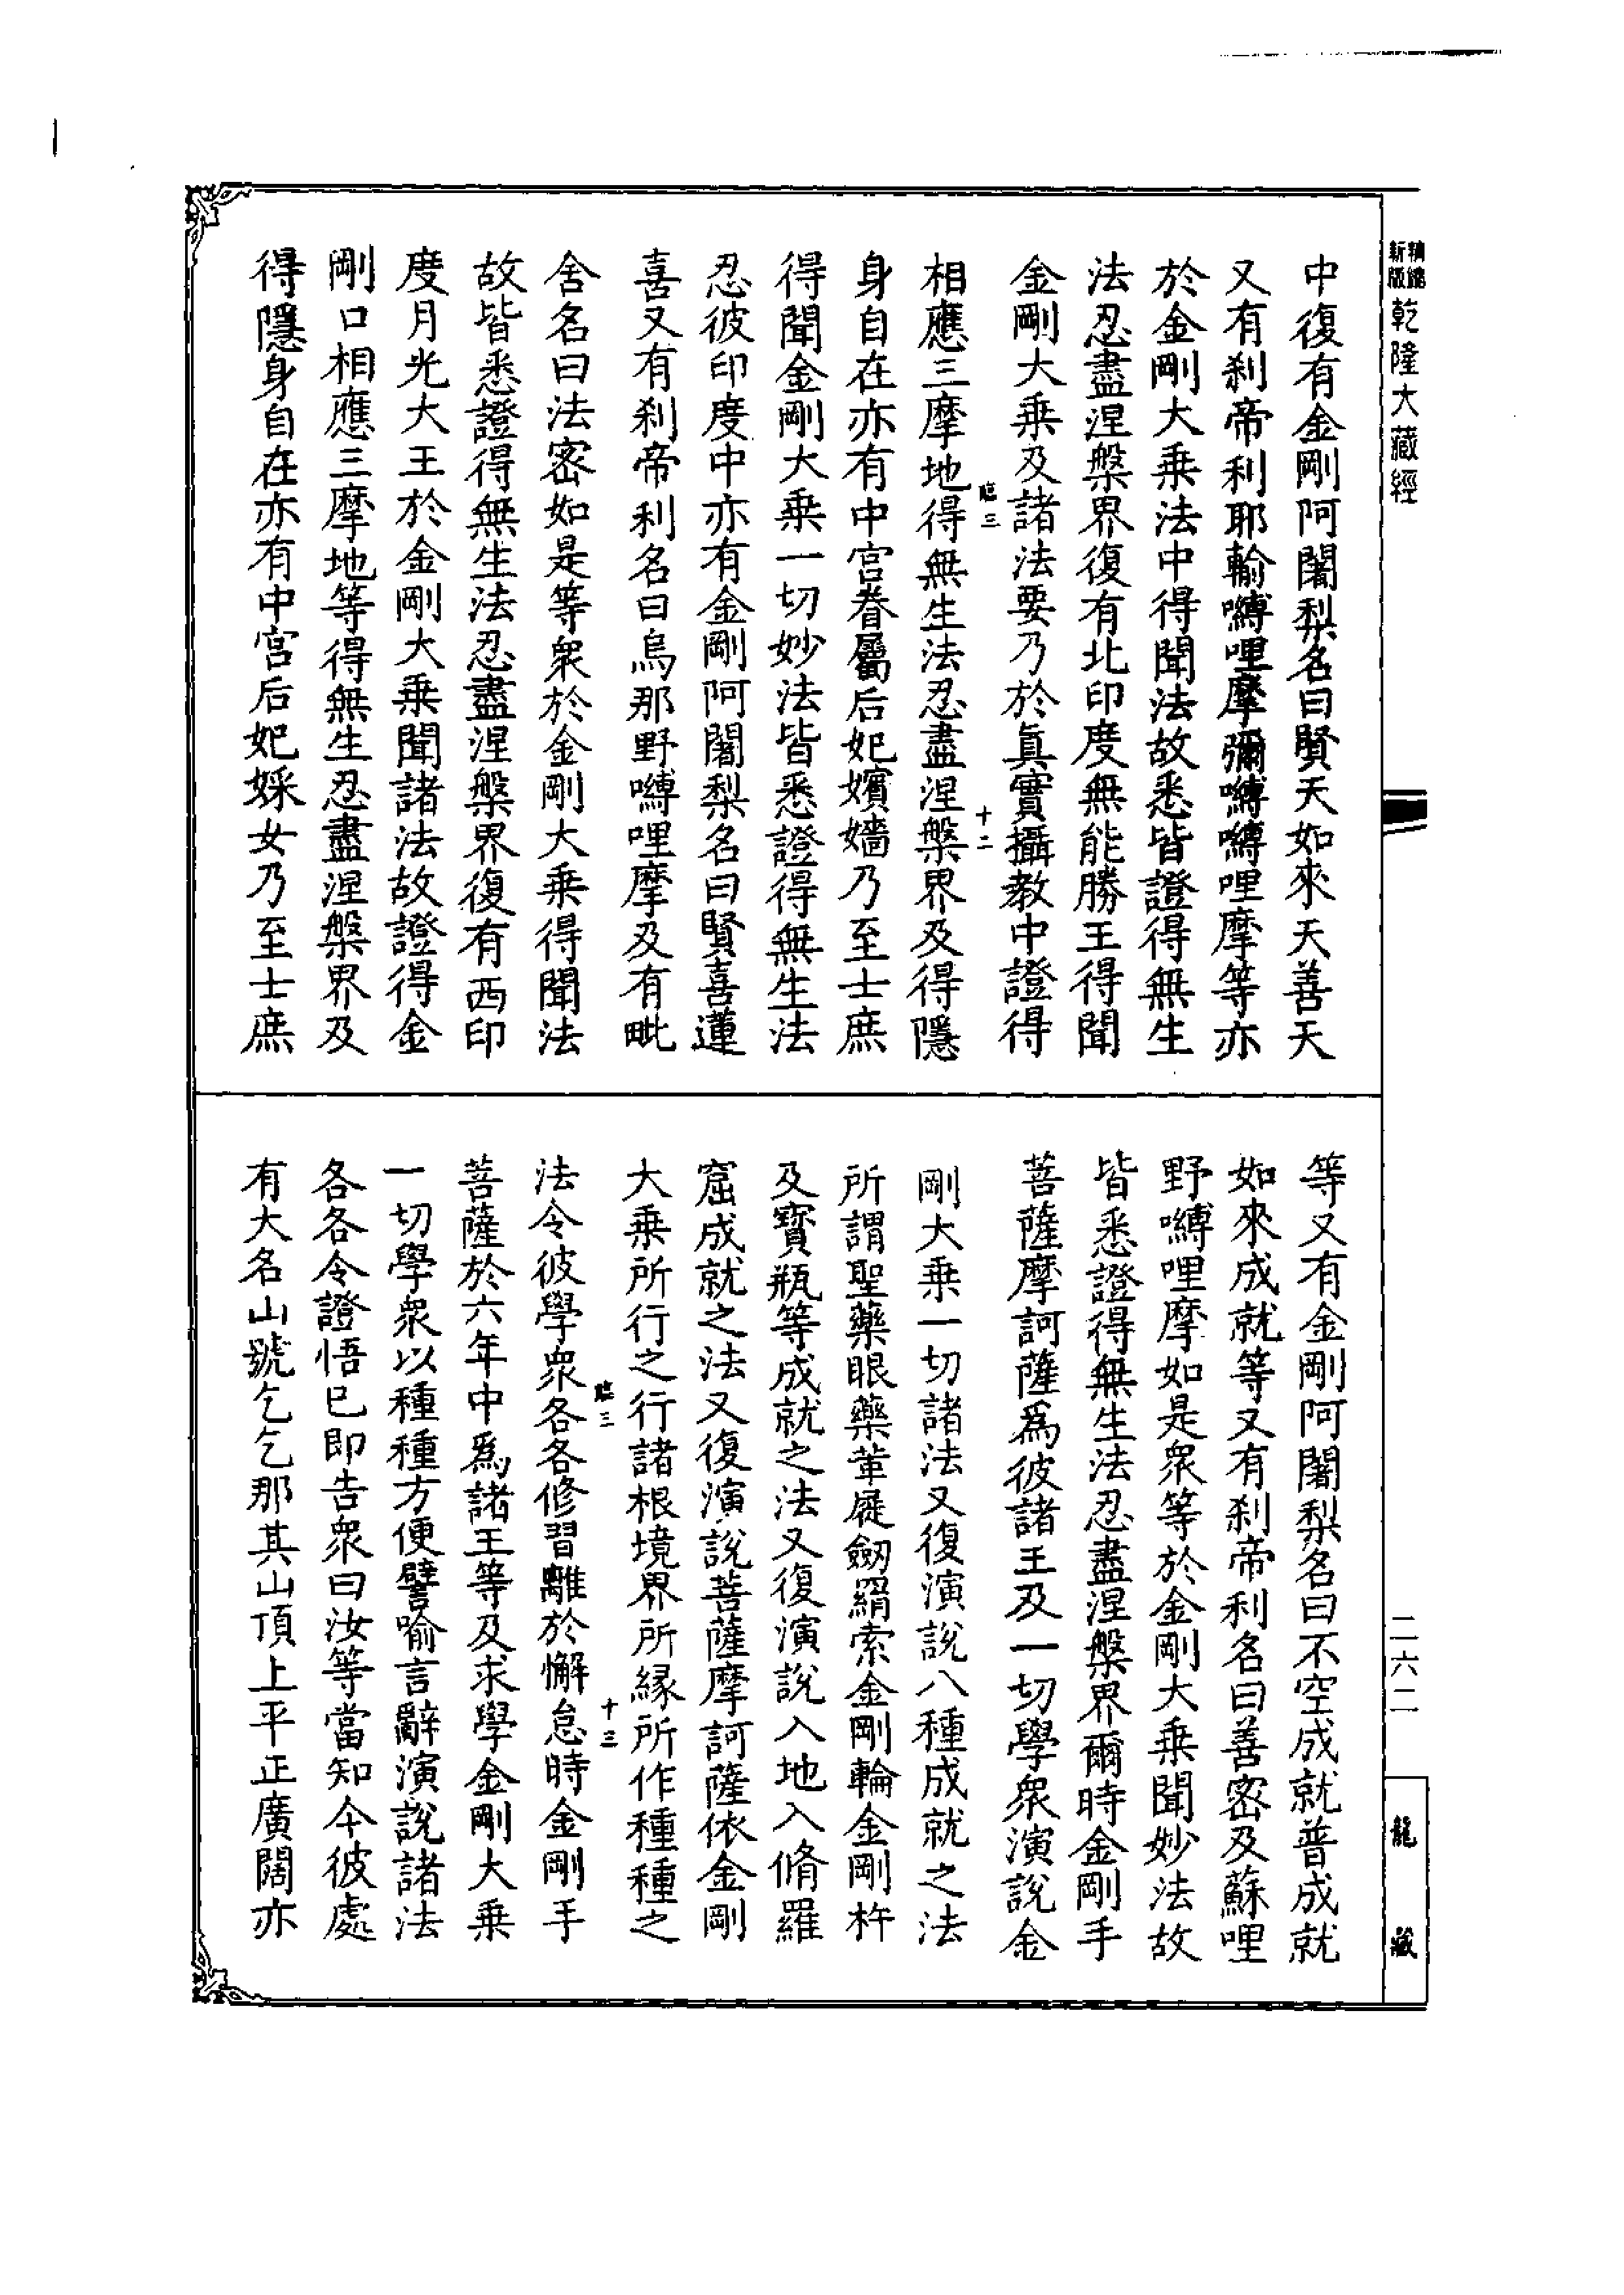 精縮
新版
乾隆大藏經
中復有金剛阿闍梨名曰賢天如來天善天
又有刹帝利耶輸嚩哩摩彌嚩嚩哩摩等亦
於金剛大乘法中得聞法故悉皆證得無生
法忍盡涅槃界復有北印度無能勝王得聞
金剛大乘及諸法要乃於眞實攝教中證得
臨三
十二
相應三摩地得無生法忍盡涅槃界及得隱
身自在亦有中宮眷屬后妃嬪嬙乃至士庶
得聞金剛大乘一切妙法皆悉證得無生法
忍彼印度中亦有金剛阿闍梨名曰賢喜蓮
喜又有刹帝利名曰烏那野嚩哩摩及有毗
舍名曰法密如是等衆於金剛大乘得聞法
故皆悉證得無生法忍盡涅槃界復有西印
度月光大王於金剛大乘聞諸法故證得金
剛口相應三摩地等得無生忍盡涅槃界及
得隱身自在亦有中宮后妃婇女乃至士庶
等又有金剛阿闍梨名曰不空成就普成就
如來成就等又有刹帝利名曰善密及蘇哩
野嚩哩摩如是衆等於金剛大乘聞妙法故
皆悉證得無生法忍盡涅槃界爾時金剛手
菩薩摩訶薩爲彼諸王及一切學衆演說金
剛大乘一切諸法又復演說八種成就之法
所謂聖藥眼藥革屣劒羂索金剛輪金剛杵
及寶瓶等成就之法又復演說入地入脩羅
窟成就之法又復演說菩薩摩訶薩依金剛
大乘所行之行諸根境界所緣所作種種之
臨三
十三
法令彼學衆各各修習離於懈怠時金剛手
菩薩於六年中爲諸王等及求學金剛大乘
一切學衆以種種方便譬喻言辭演說諸法
各各令證悟已即告衆曰汝等當知今彼處
有大名山號乞乞那其山頂上平正廣闊亦
二六二
龍藏